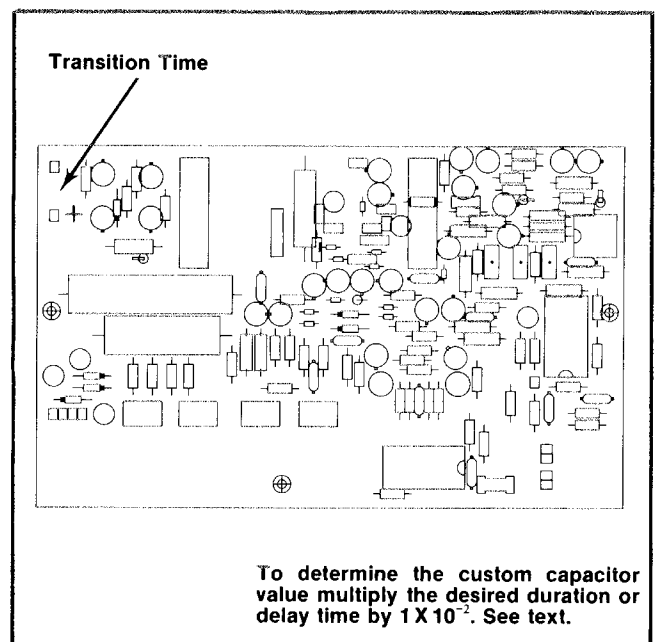 Transition Time
+
To determine the custom capacitor
value multiply the desired duration or
delay time by 1 X 10⁻². See text.